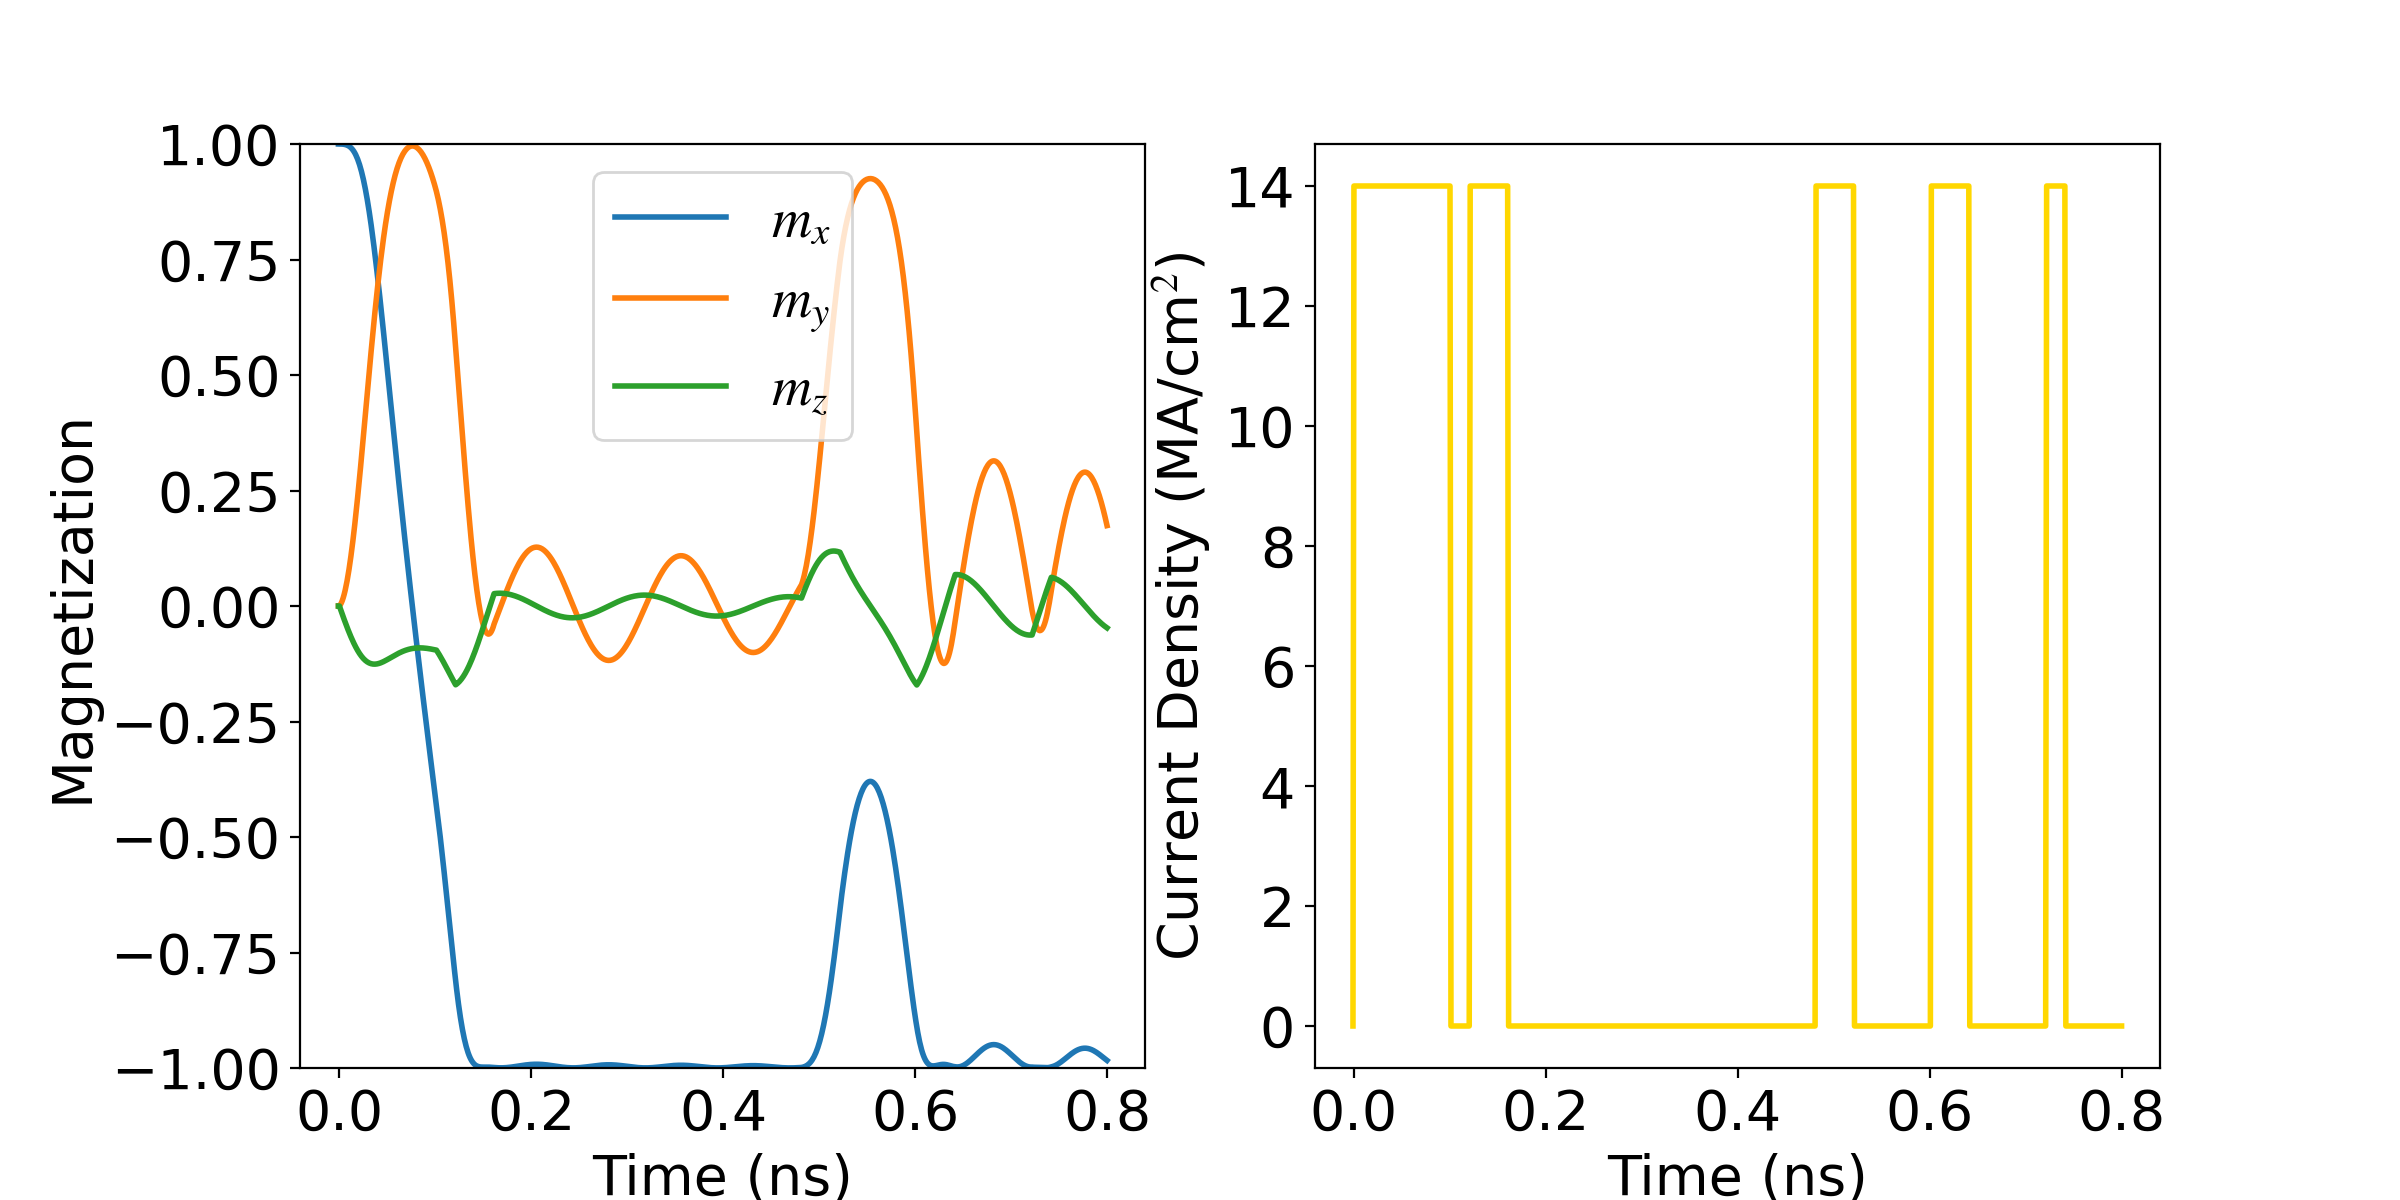 Magnetization
1.00
0.75
0.50
0.25
0.00
−0.25
−0.50
−0.75
−1.00
m_x
m_y
m_z
0.0 0.2 0.4 0.6 0.8
Time (ns)
Current Density (MA/cm²)
14
12
10
8
6
4
2
0
0.0 0.2 0.4 0.6 0.8
Time (ns)